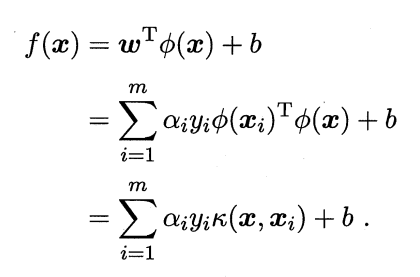 f(x) = w^T ϕ(x) + b
= ∑_{i=1}^{m} α_i y_i ϕ(x_i)^T ϕ(x) + b
= ∑_{i=1}^{m} α_i y_i κ(x, x_i) + b .